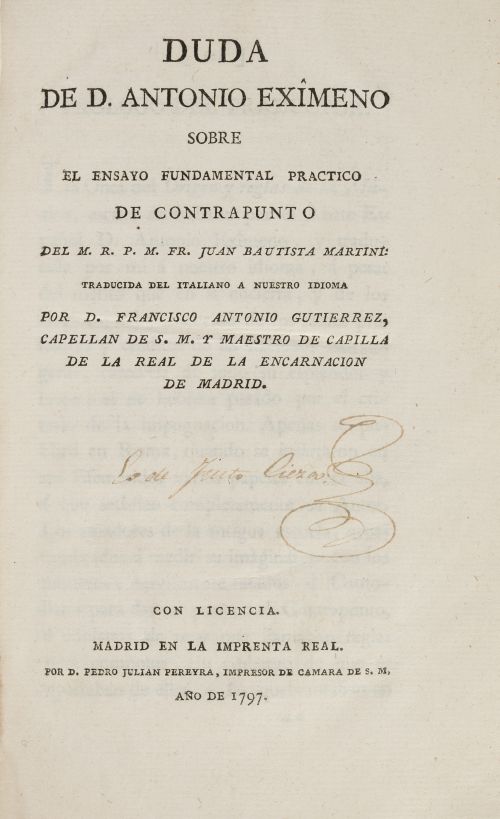 DUDA
DE D. ANTONIO EXÎMENO
SOBRE
EL ENSAYO FUNDAMENTAL PRACTICO
DE CONTRAPUNTO
DEL M. R. P. M. FR. JUAN BAUTISTA MARTINI:
TRADUCIDA DEL ITALIANO A NUESTRO IDIOMA
POR D. FRANCISCO ANTONIO GUTIERREZ,
CAPELLAN DE S. M. Y MAESTRO DE CAPILLA
DE LA REAL DE LA ENCARNACION
DE MADRID.
de
CON LICENCIA.
MADRID EN LA IMPRENTA REAL.
POR D. PEDRO JULIAN PEREYRA, IMPRESOR DE CAMARA DE S. M,
AÑO DE 1797.